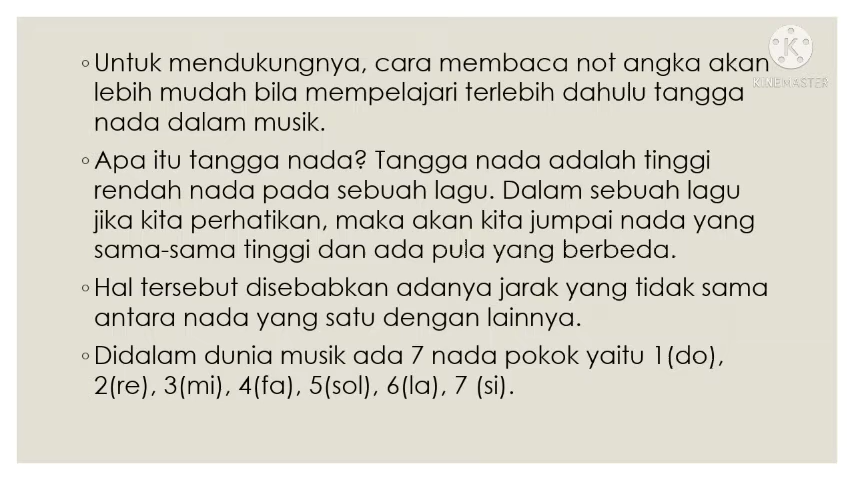 ◦ Untuk mendukungnya, cara membaca not angka akan
lebih mudah bila mempelajari terlebih dahulu tangga
nada dalam musik.
◦ Apa itu tangga nada? Tangga nada adalah tinggi
rendah nada pada sebuah lagu. Dalam sebuah lagu
jika kita perhatikan, maka akan kita jumpai nada yang
sama-sama tinggi dan ada pula yang berbeda.
◦ Hal tersebut disebabkan adanya jarak yang tidak sama
antara nada yang satu dengan lainnya.
◦ Didalam dunia musik ada 7 nada pokok yaitu 1(do),
2(re), 3(mi), 4(fa), 5(sol), 6(la), 7 (si).
K
KINEMASTER